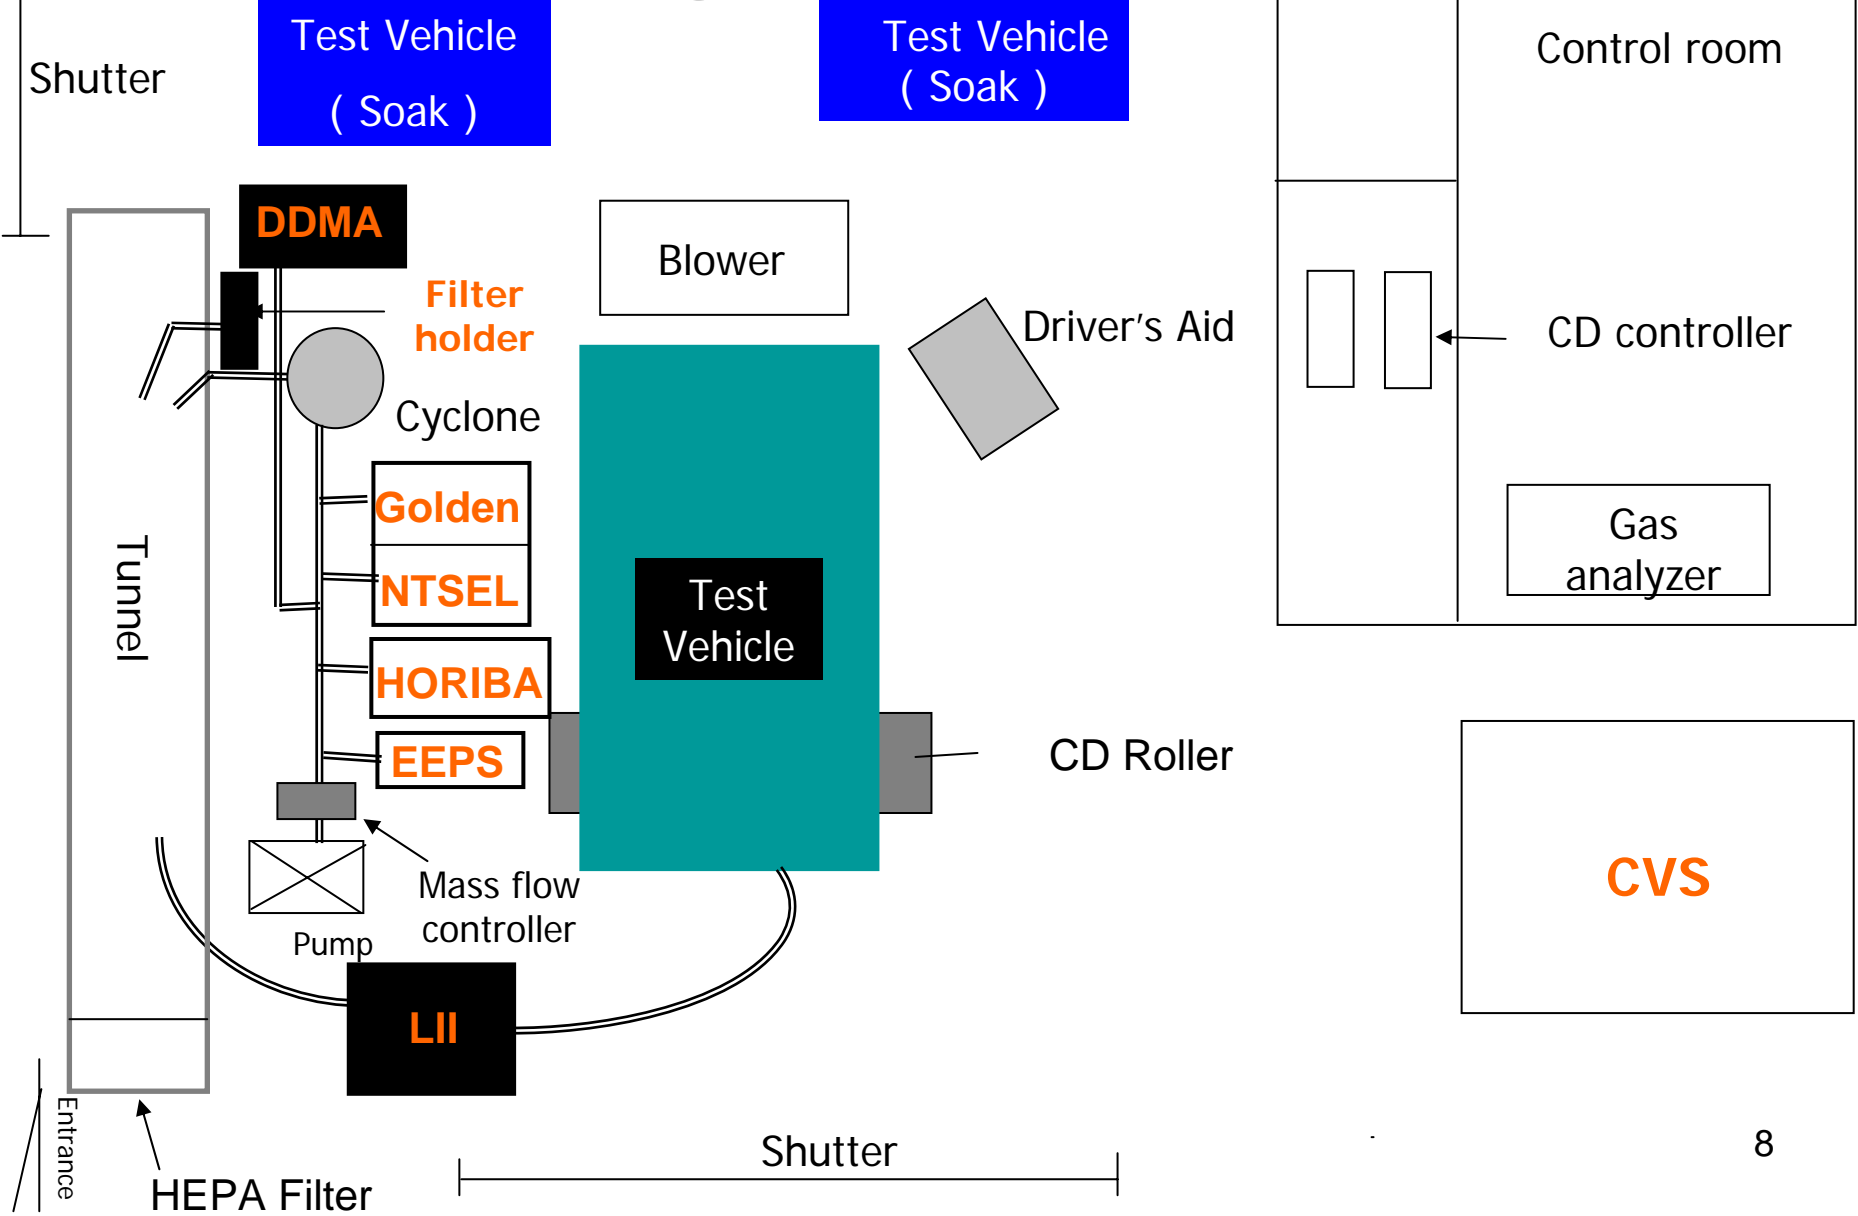 Test Vehicle
( Soak )
Test Vehicle
( Soak )
Control room
Shutter
DDMA
Blower
Filter
holder
Driver's Aid
CD controller
Cyclone
Golden
NTSEL
HORIBA
EEPS
Tunnel
Test
Vehicle
Gas
analyzer
CD Roller
CVS
Mass flow
controller
Pump
LII
Entrance
HEPA Filter
Shutter
8